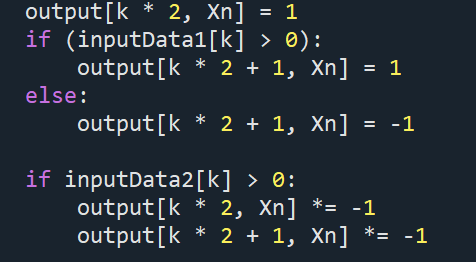 output[k * 2, Xn] = 1
if (inputData1[k] > 0):
    output[k * 2 + 1, Xn] = 1
else:
    output[k * 2 + 1, Xn] = -1

if inputData2[k] > 0:
    output[k * 2, Xn] *= -1
    output[k * 2 + 1, Xn] *= -1